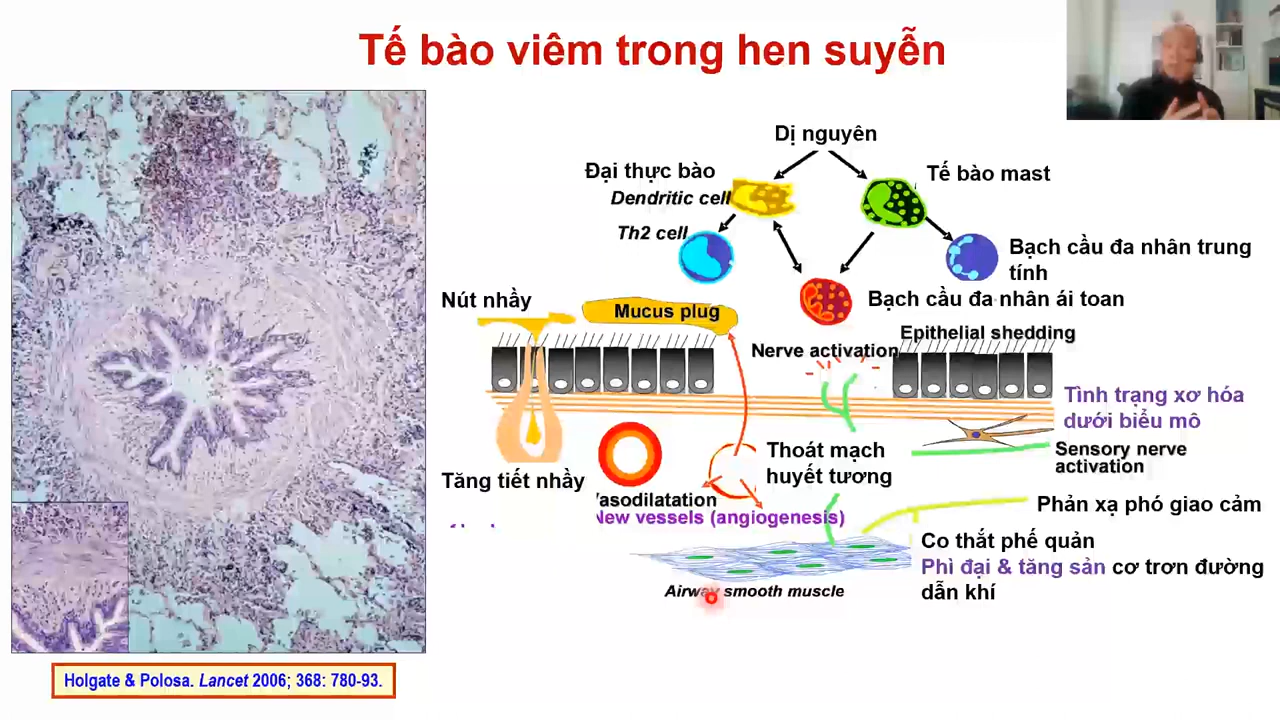 Tế bào viêm trong hen suyễn
Dị nguyên
Đại thực bào
Dendritic cell
Tế bào mast
Th2 cell
Bạch cầu đa nhân trung
tính
Bạch cầu đa nhân ái toan
Nút nhầy
Mucus plug
Epithelial shedding
Nerve activation
Tình trạng xơ hóa
dưới biểu mô
Thoát mạch
huyết tương
Sensory nerve
activation
Tăng tiết nhầy
Vasodilatation
New vessels (angiogenesis)
Phản xạ phó giao cảm
Co thắt phế quản
Phì đại & tăng sản cơ trơn đường
dẫn khí
Airway smooth muscle
Holgate & Polosa. Lancet 2006; 368: 780-93.